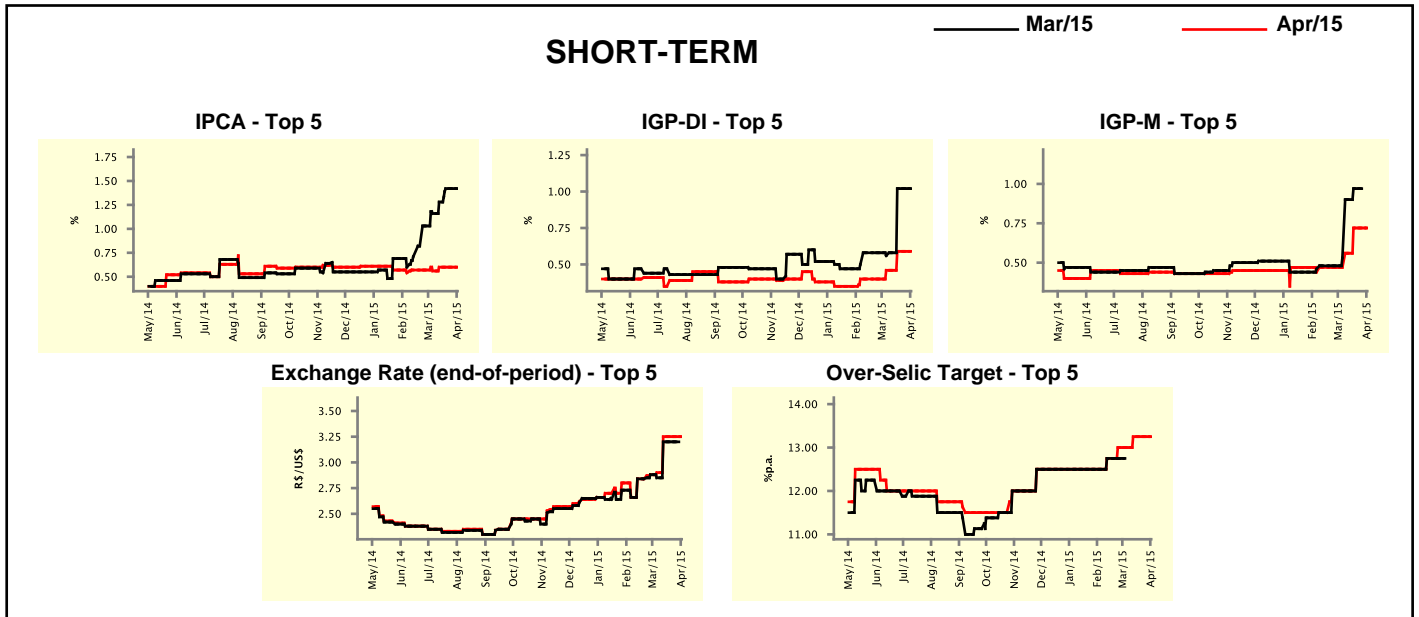 Mar/15 Apr/15
SHORT-TERM
IPCA - Top 5
1.75
1.50
1.25
1.00
0.75
0.50
%
May/14 Jun/14 Jul/14 Aug/14 Sep/14 Oct/14 Nov/14 Dec/14 Jan/15 Feb/15 Mar/15 Apr/15
IGP-DI - Top 5
1.25
1.00
0.75
0.50
%
May/14 Jun/14 Jul/14 Aug/14 Sep/14 Oct/14 Nov/14 Dec/14 Jan/15 Feb/15 Mar/15 Apr/15
IGP-M - Top 5
1.00
0.75
0.50
%
May/14 Jun/14 Jul/14 Aug/14 Sep/14 Oct/14 Nov/14 Dec/14 Jan/15 Feb/15 Mar/15 Apr/15
Exchange Rate (end-of-period) - Top 5
3.50
3.25
3.00
2.75
2.50
R$/US$
May/14 Jun/14 Jul/14 Aug/14 Sep/14 Oct/14 Nov/14 Dec/14 Jan/15 Feb/15 Mar/15 Apr/15
Over-Selic Target - Top 5
14.00
13.00
12.00
11.00
%p.a.
May/14 Jun/14 Jul/14 Aug/14 Sep/14 Oct/14 Nov/14 Dec/14 Jan/15 Feb/15 Mar/15 Apr/15